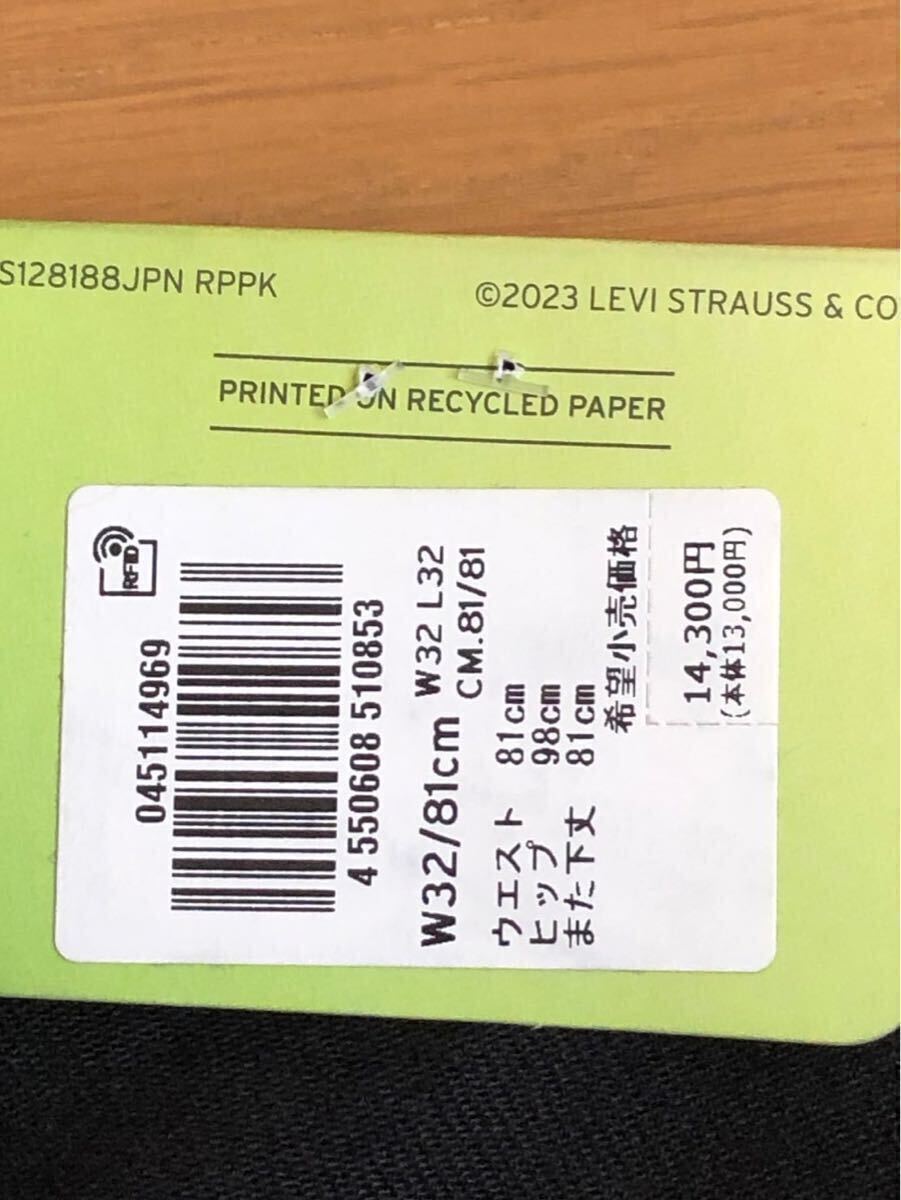 S128188JPN RPPK
©2023 LEVI STRAUSS & CO
PRINTED ON RECYCLED PAPER
RFID
045114969
4 550608 510853
W32/81cm W32 L32
CM.81/81
ウエスト 81cm
ヒップ 98cm
また下丈 81cm
希望小売価格
14,300円
(本体13,000円)